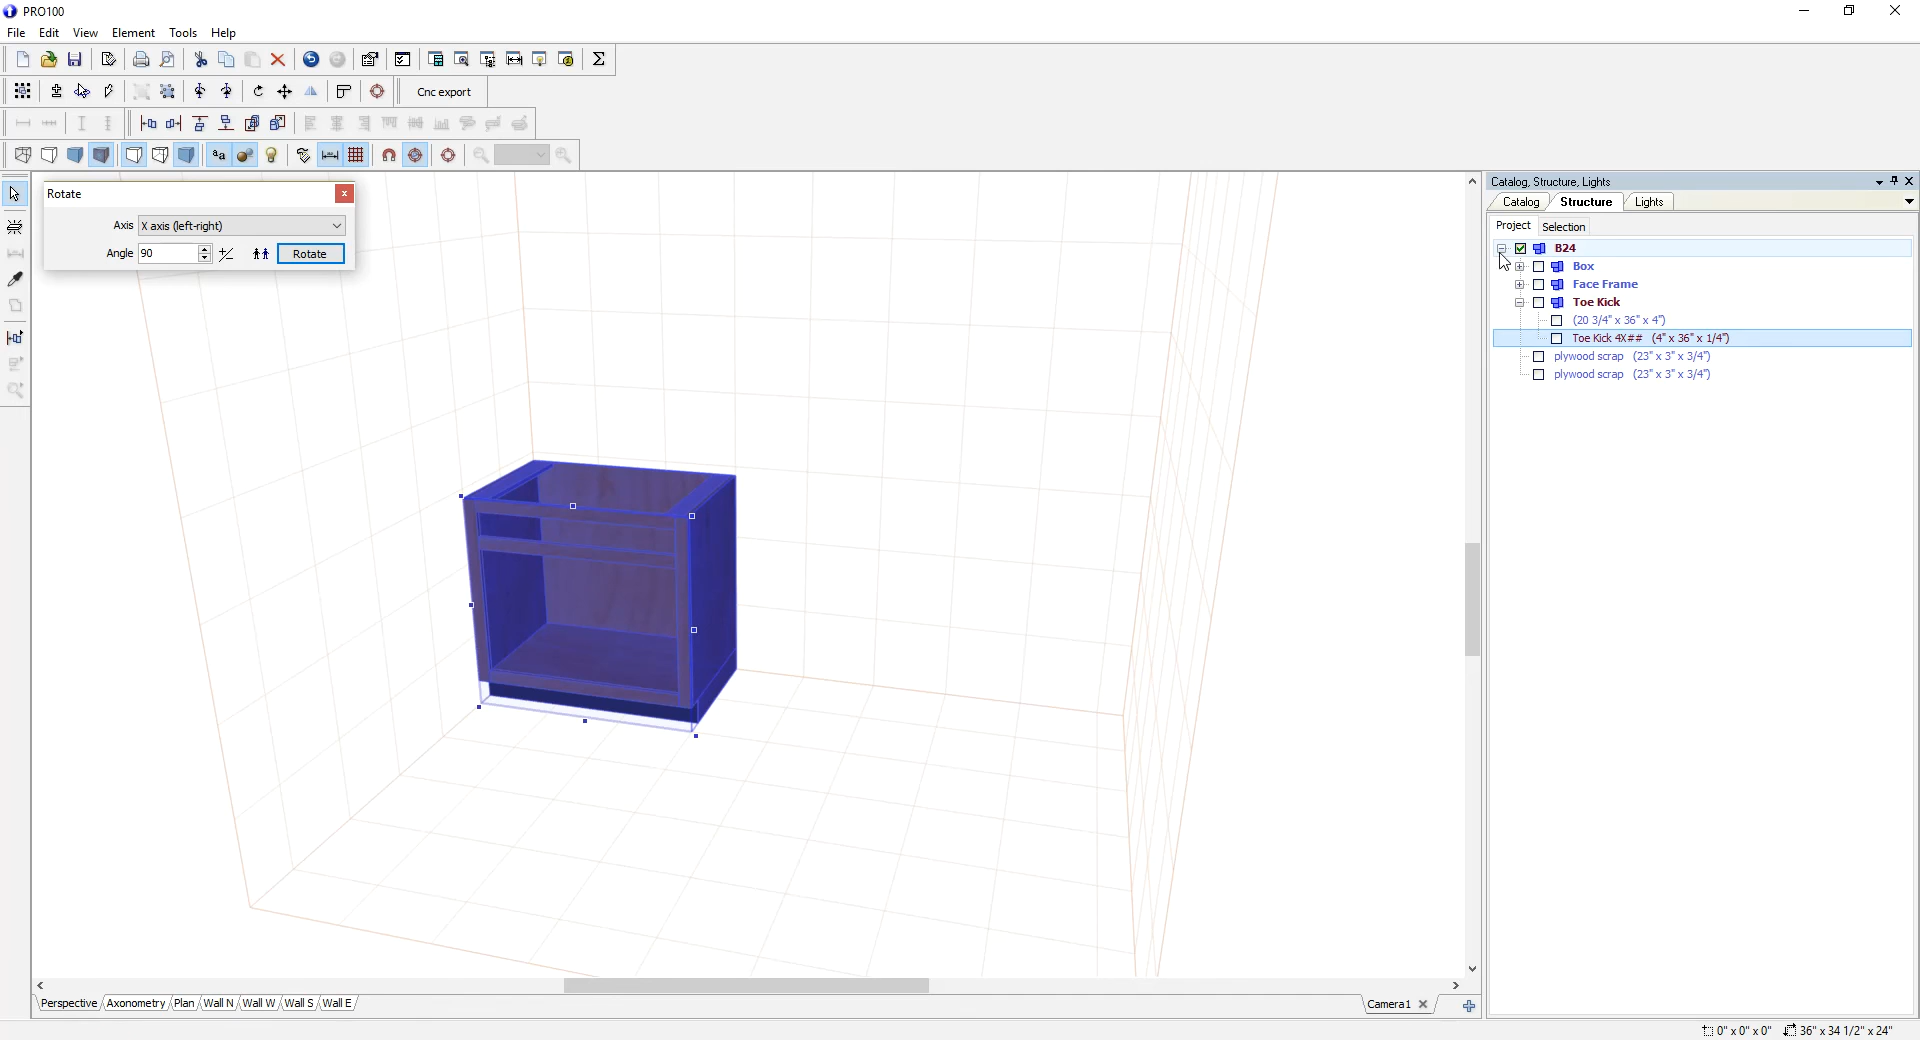 PRO100
File Edit View Element Tools Help
Cnc export
aa
Rotate
Axis X axis (left-right)
Angle 90 Rotate
Catalog, Structure, Lights
Catalog Structure Lights
Project Selection
B24
Box
Face Frame
Toe Kick
(20 3/4" x 36" x 4")
Toe Kick 4X## (4" x 36" x 1/4")
plywood scrap (23" x 3" x 3/4")
plywood scrap (23" x 3" x 3/4")
Perspective Axonometry Plan Wall N Wall W Wall S Wall E
Camera1
0" x 0" x 0" 36" x 34 1/2" x 24"